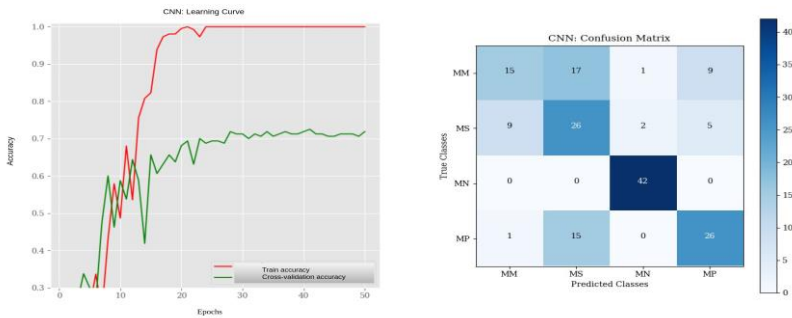 CNN: Learning Curve
1.0
0.9
0.8
0.7
0.6
0.5
0.4
0.3
0
10
20
30
40
50
Accuracy
Epochs
Train accuracy
Cross-validation accuracy
CNN: Confusion Matrix
True Classes
MM 15 17 1 9
MS 9 26 2 5
MN 0 0 42 0
MP 1 15 0 26
MM MS MN MP
Predicted Classes
40
35
30
25
20
15
10
5
0